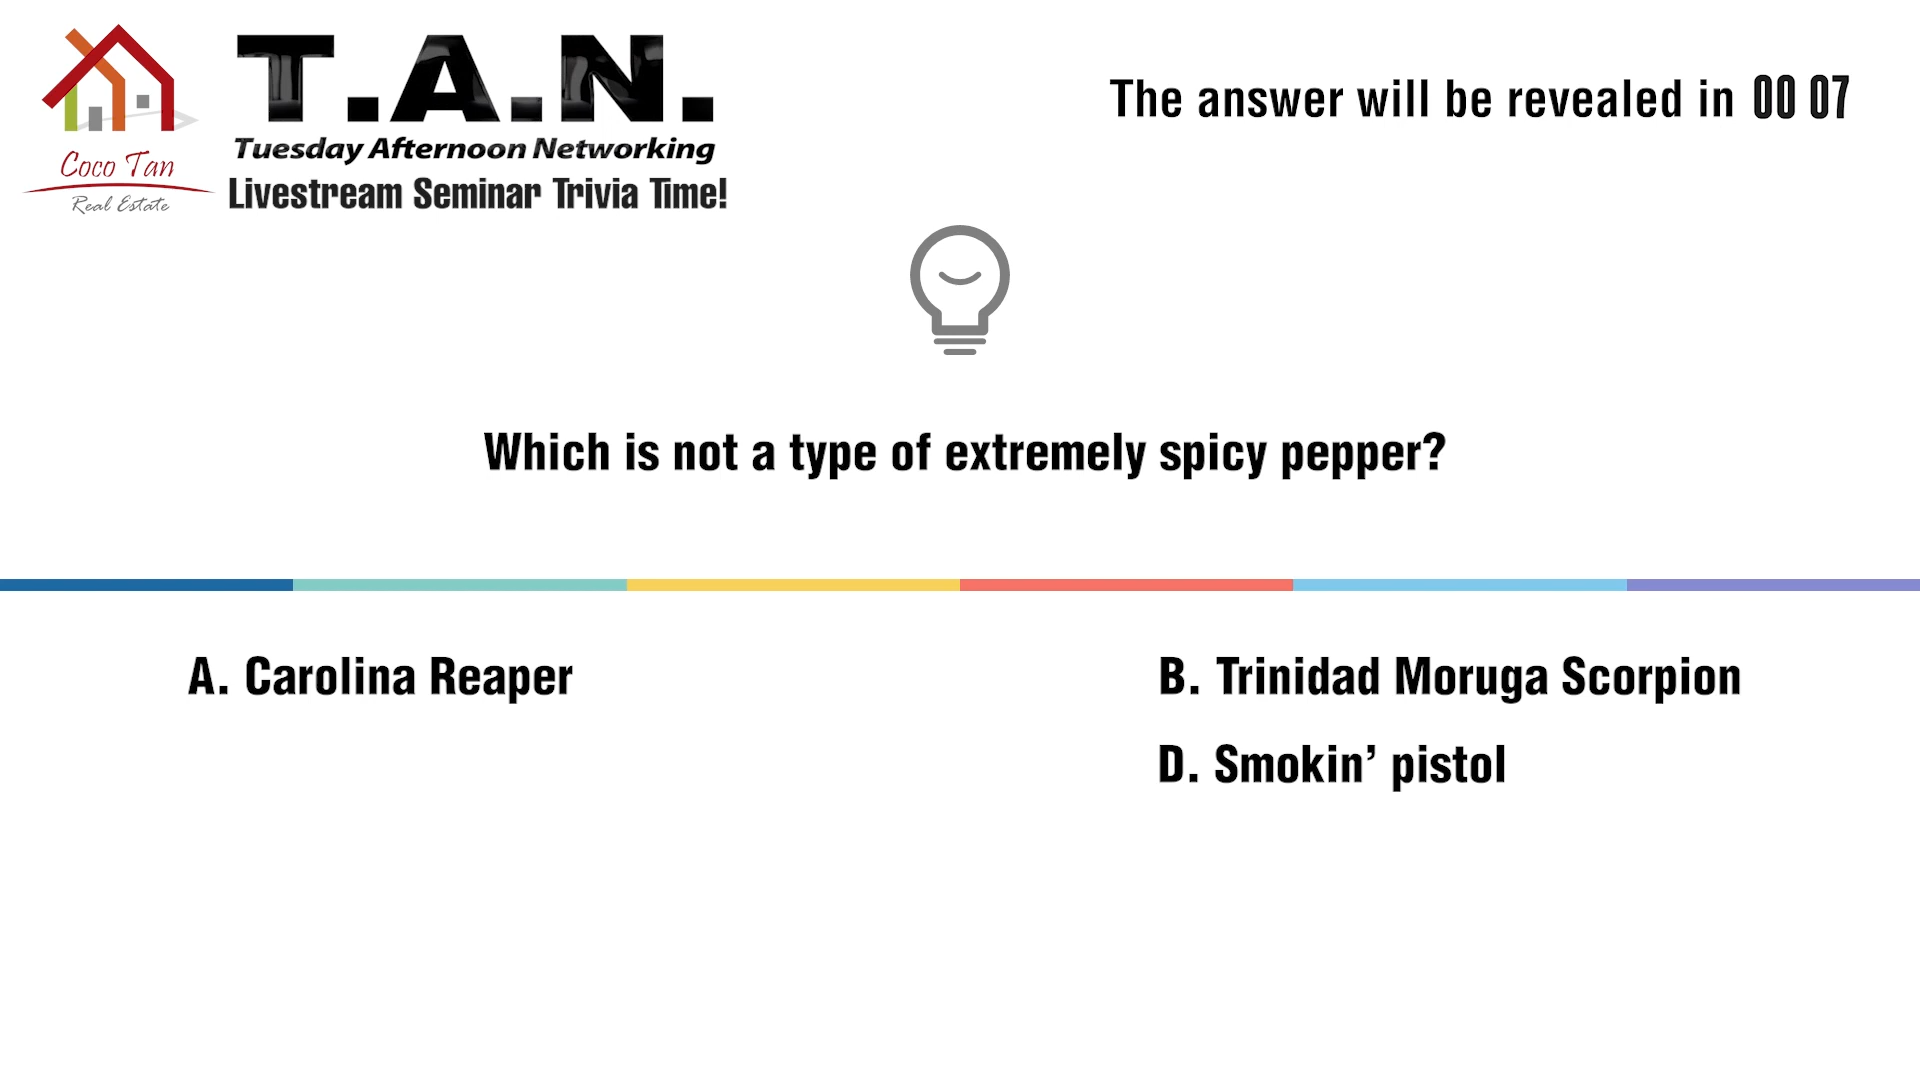 T.A.N.
Tuesday Afternoon Networking
Livestream Seminar Trivia Time!
Coco Tan
Real Estate
The answer will be revealed in 00 07
Which is not a type of extremely spicy pepper?
A. Carolina Reaper
B. Trinidad Moruga Scorpion
D. Smokin’ pistol